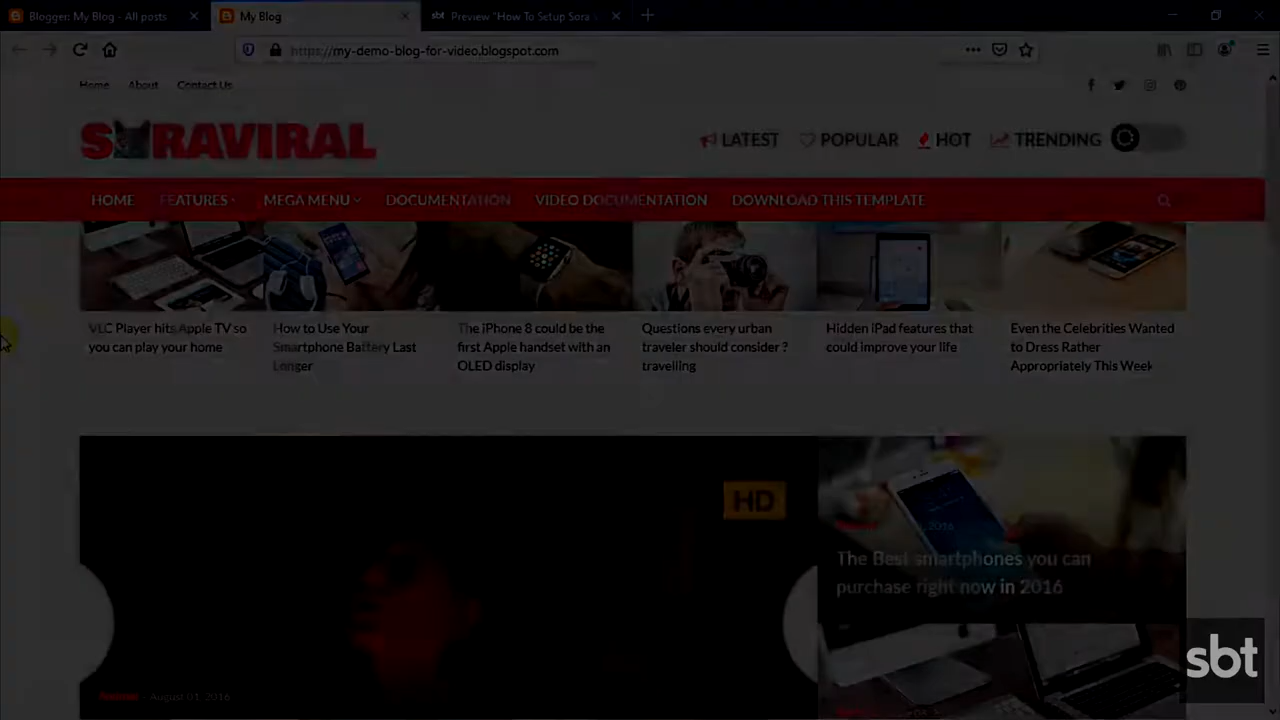 Blogger: My Blog - All posts
My Blog
sbt Preview "How To Setup Sora
https://my-demo-blog-for-video.blogspot.com
Home About Contact Us
SORAVIRAL
LATEST POPULAR HOT TRENDING
HOME FEATURES MEGA MENU DOCUMENTATION VIDEO DOCUMENTATION DOWNLOAD THIS TEMPLATE
VLC Player hits Apple TV so
you can play your home
How to Use Your
Smartphone Battery Last
Longer
The iPhone 8 could be the
first Apple handset with an
OLED display
Questions every urban
traveler should consider ?
travelling
Hidden iPad features that
could improve your life
Even the Celebrities Wanted
to Dress Rather
Appropriately This Week
HD
2016
The Best smartphones you can
purchase right now in 2016
August 01, 2016
sbt